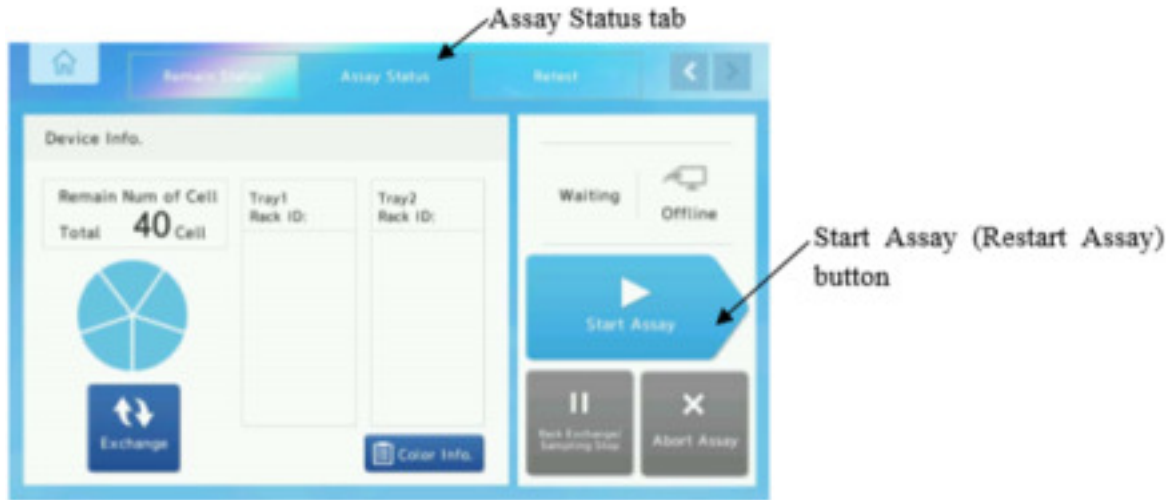 Assay Status tab
Remain Status Assay Status Retest
Device Info.
Remain Num of Cell
Total 40 Cell
Tray1
Rack ID:
Tray2
Rack ID:
Exchange
Color Info.
Waiting
Offline
Start Assay
Rack Exchange/
Sampling Stop
Abort Assay
Start Assay (Restart Assay)
button